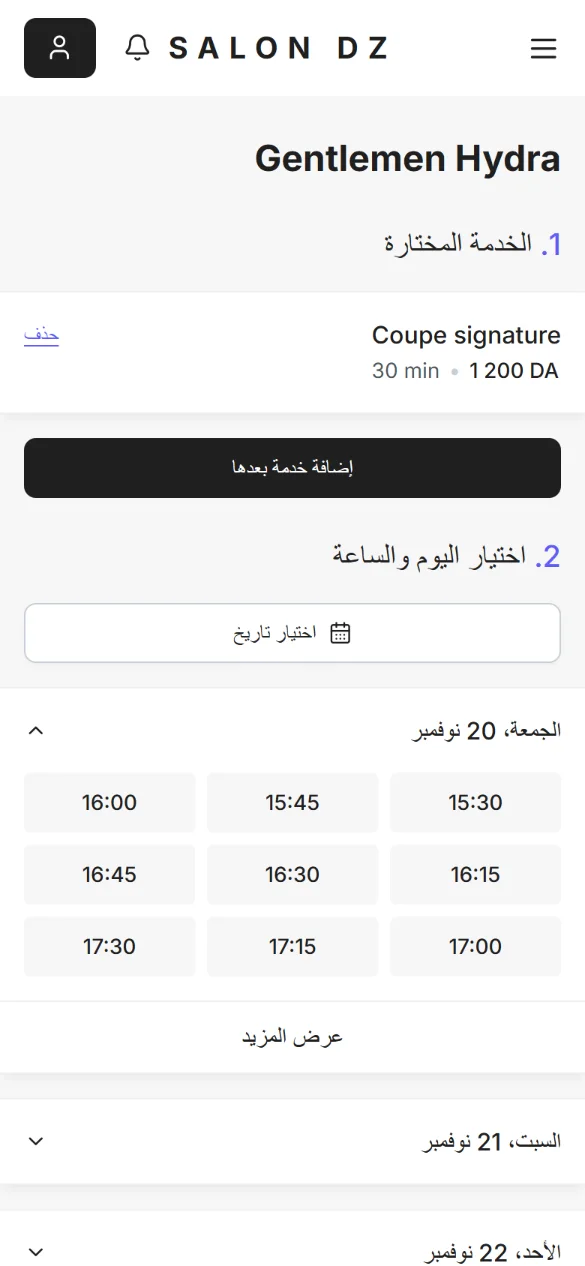 SALON DZ
Gentlemen Hydra
1. الخدمة المختارة
Coupe signature
حذف
30 min • 1 200 DA
إضافة خدمة بعدها
2. اختيار اليوم والساعة
اختيار تاريخ
الجمعة، 20 نوفمبر
15:30 15:45 16:00
16:15 16:30 16:45
17:00 17:15 17:30
عرض المزيد
السبت، 21 نوفمبر
الأحد، 22 نوفمبر